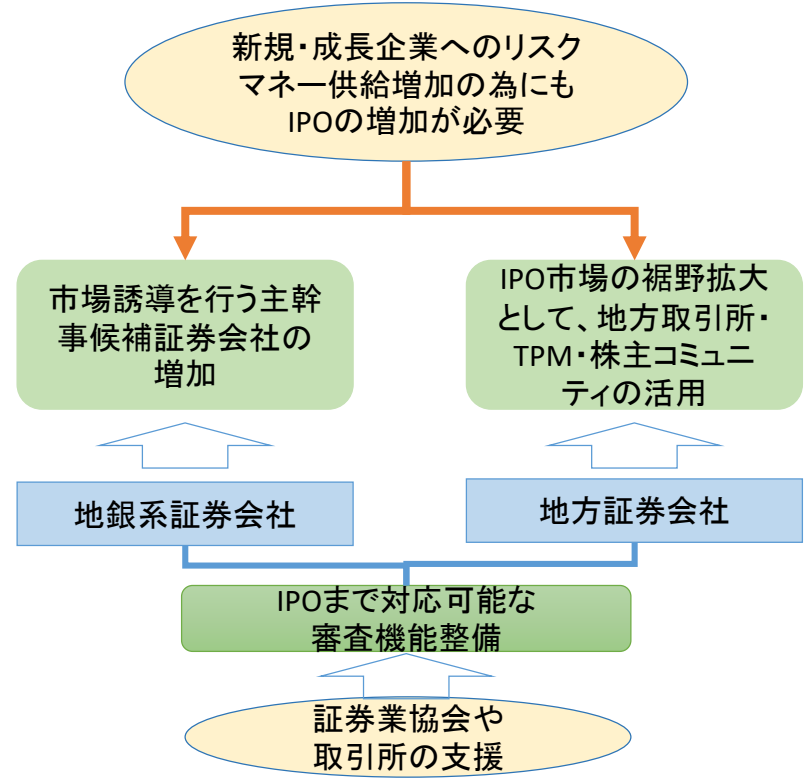 新規・成長企業へのリスク
マネー供給増加の為にも
IPOの増加が必要
市場誘導を行う主幹
事候補証券会社の
増加
IPO市場の裾野拡大
として、地方取引所・
TPM・株主コミュニ
ティの活用
地銀系証券会社
地方証券会社
IPOまで対応可能な
審査機能整備
証券業協会や
取引所の支援